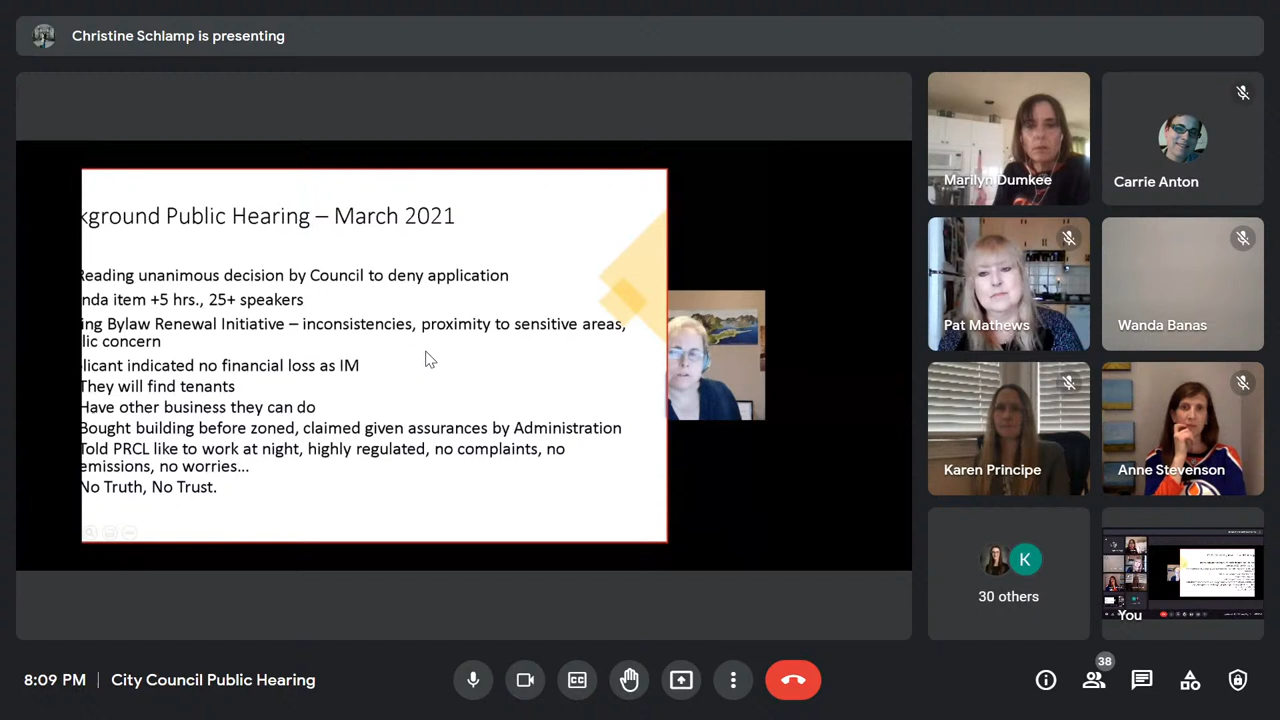 Christine Schlamp is presenting
kground Public Hearing – March 2021
Reading unanimous decision by Council to deny application
nda item +5 hrs., 25+ speakers
ing Bylaw Renewal Initiative – inconsistencies, proximity to sensitive areas,
lic concern
licant indicated no financial loss as IM
They will find tenants
Have other business they can do
Bought building before zoned, claimed given assurances by Administration
Told PRCL like to work at night, highly regulated, no complaints, no
emissions, no worries...
No Truth, No Trust.
Marilyn Dumkee
Carrie Anton
Pat Mathews
Wanda Banas
Karen Principe
Anne Stevenson
K
30 others
You
8:09 PM | City Council Public Hearing
38